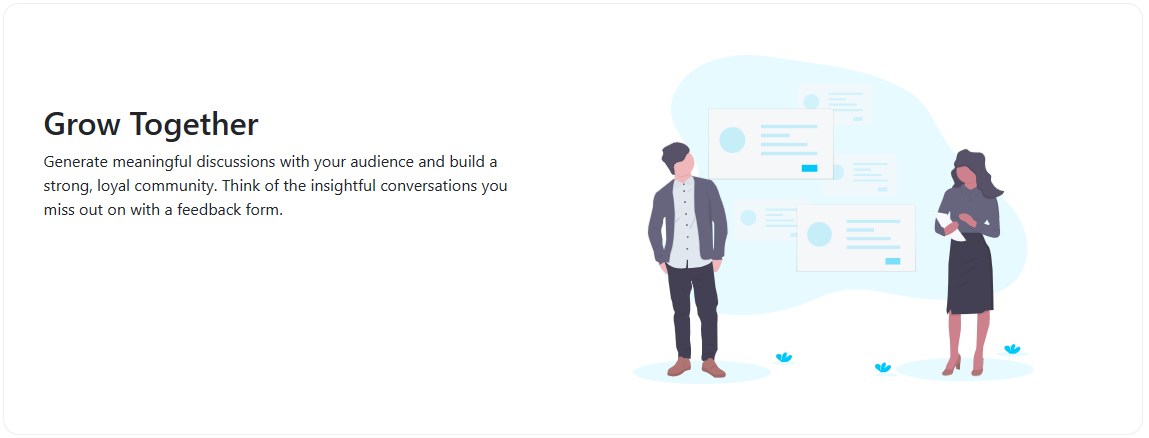 Grow Together
Generate meaningful discussions with your audience and build a
strong, loyal community. Think of the insightful conversations you
miss out on with a feedback form.